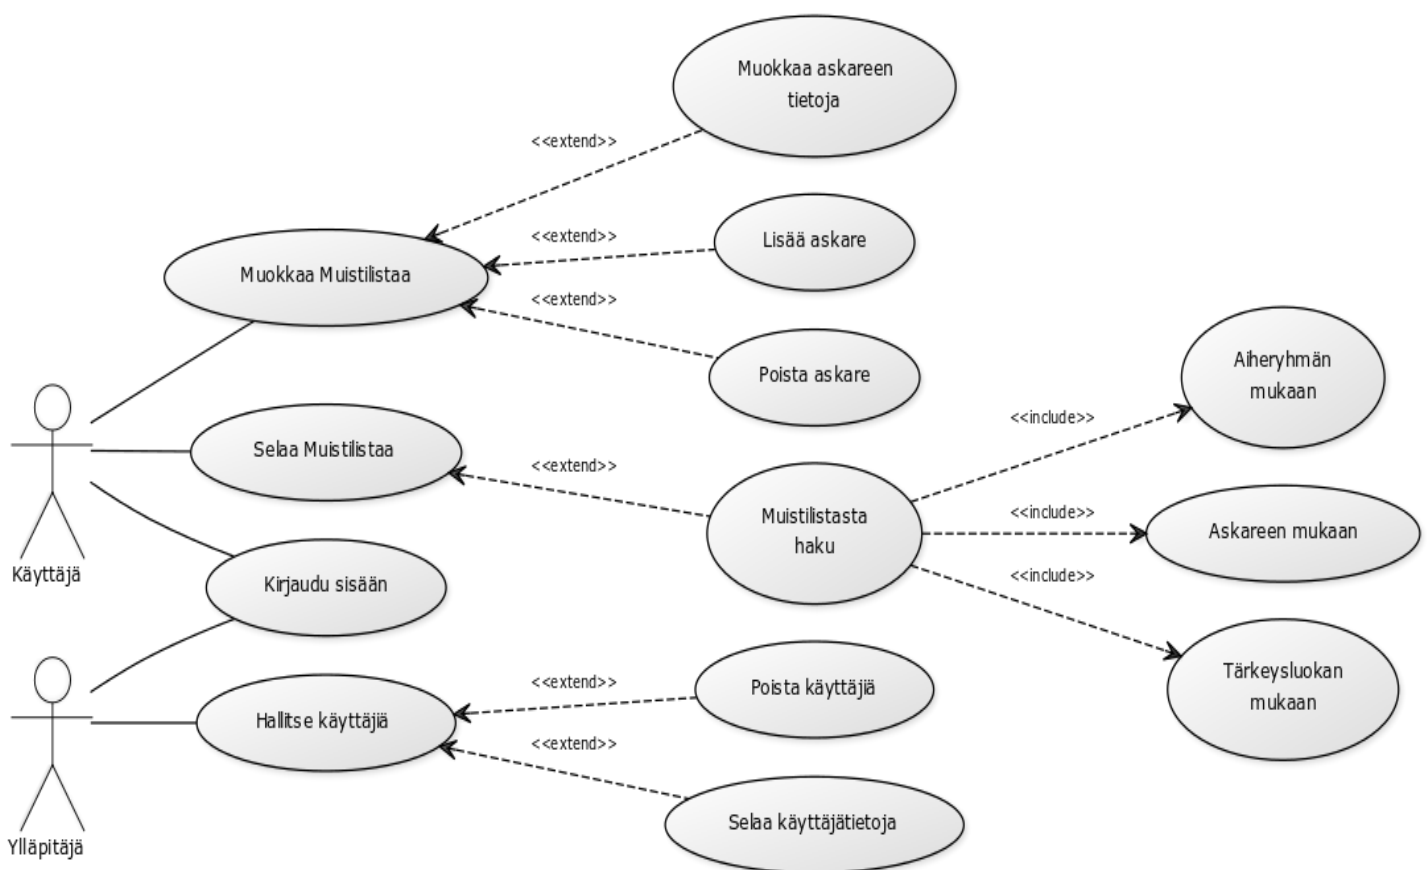 Muokkaa askareen
tietoja
<<extend>>
<<extend>>
Lisää askare
Muokkaa Muistilistaa
<<extend>>
Poista askare
Aiheryhmän
mukaan
<<include>>
Selaa Muistilistaa
<<extend>>
Muistilistasta
haku
<<include>>
Askareen mukaan
Käyttäjä
Kirjaudu sisään
<<include>>
Tärkeysluokan
mukaan
<<extend>>
Poista käyttäjiä
Hallitse käyttäjiä
<<extend>>
Selaa käyttäjätietoja
Ylläpitäjä